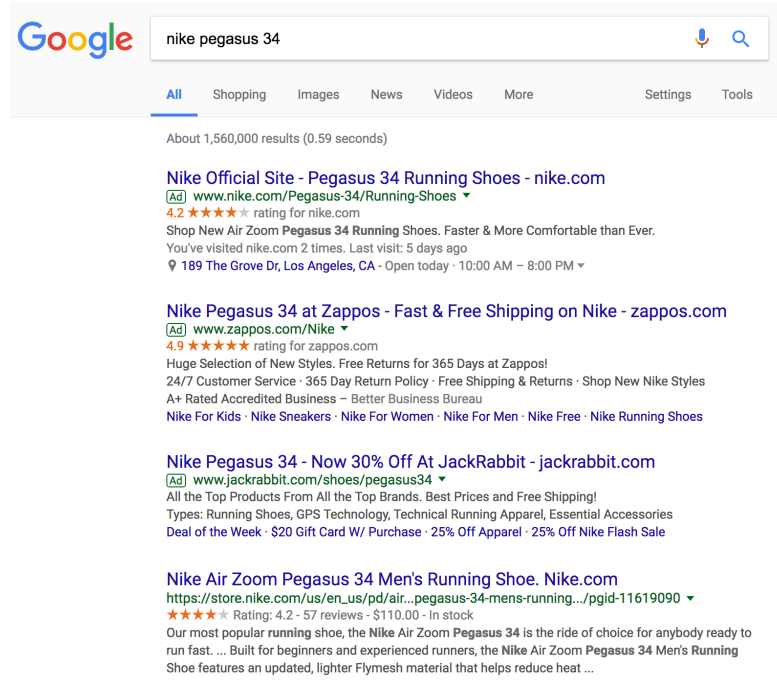 Google
nike pegasus 34
All Shopping Images News Videos More Settings Tools
About 1,560,000 results (0.59 seconds)
Nike Official Site - Pegasus 34 Running Shoes - nike.com
Ad www.nike.com/Pegasus-34/Running-Shoes
4.2 ★★★★★ rating for nike.com
Shop New Air Zoom Pegasus 34 Running Shoes. Faster & More Comfortable than Ever.
You've visited nike.com 2 times. Last visit: 5 days ago
189 The Grove Dr, Los Angeles, CA - Open today · 10:00 AM – 8:00 PM
Nike Pegasus 34 at Zappos - Fast & Free Shipping on Nike - zappos.com
Ad www.zappos.com/Nike
4.9 ★★★★★ rating for zappos.com
Huge Selection of New Styles. Free Returns for 365 Days at Zappos!
24/7 Customer Service · 365 Day Return Policy · Free Shipping & Returns · Shop New Nike Styles
A+ Rated Accredited Business – Better Business Bureau
Nike For Kids · Nike Sneakers · Nike For Women · Nike For Men · Nike Free · Nike Running Shoes
Nike Pegasus 34 - Now 30% Off At JackRabbit - jackrabbit.com
Ad www.jackrabbit.com/shoes/pegasus34
All the Top Products From All the Top Brands. Best Prices and Free Shipping!
Types: Running Shoes, GPS Technology, Technical Running Apparel, Essential Accessories
Deal of the Week · $20 Gift Card W/ Purchase · 25% Off Apparel · 25% Off Nike Flash Sale
Nike Air Zoom Pegasus 34 Men's Running Shoe. Nike.com
https://store.nike.com/us/en_us/pd/air...pegasus-34-mens-running.../pgid-11619090
★★★★★ Rating: 4.2 - 57 reviews - $110.00 - In stock
Our most popular running shoe, the Nike Air Zoom Pegasus 34 is the ride of choice for anybody ready to
run fast. ... Built for beginners and experienced runners, the Nike Air Zoom Pegasus 34 Men's Running
Shoe features an updated, lighter Flymesh material that helps reduce heat ...